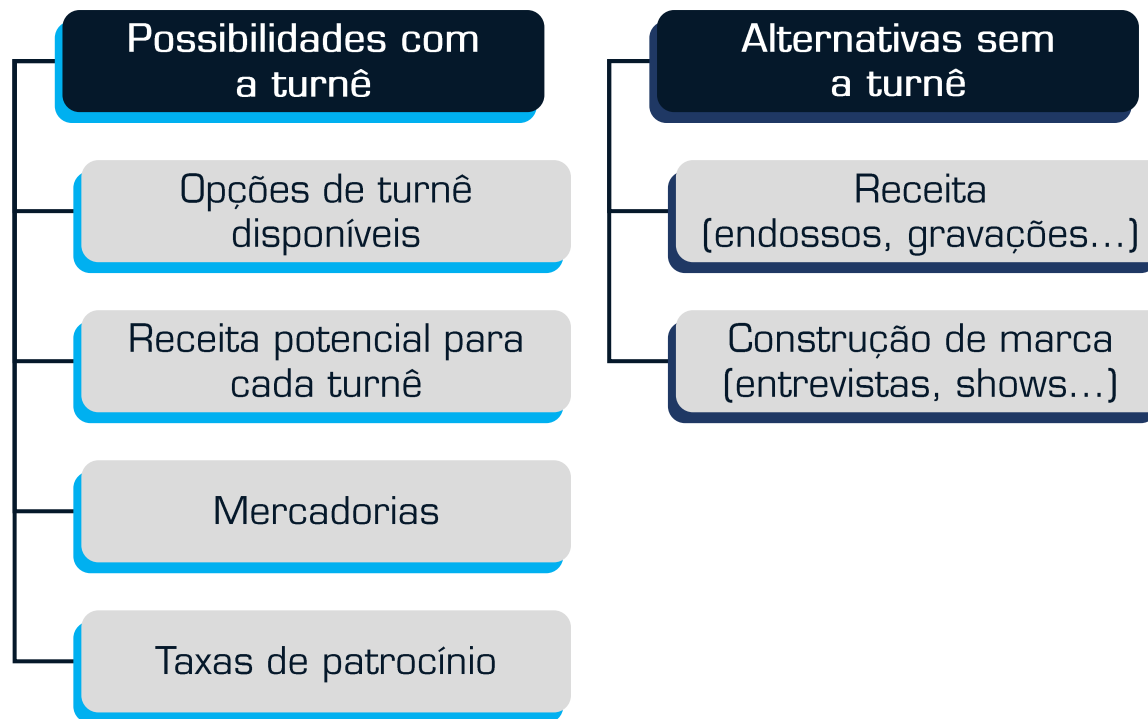 Possibilidades com
a turnê
Opções de turnê
disponíveis
Receita potencial para
cada turnê
Mercadorias
Taxas de patrocínio
Alternativas sem
a turnê
Receita
(endossos, gravações...)
Construção de marca
(entrevistas, shows...)